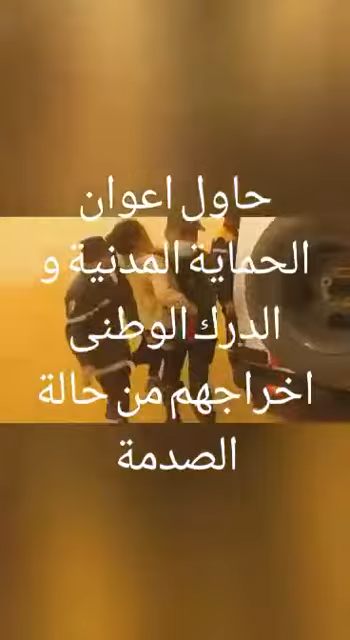 حاول اعوان
الحماية المدنية و
الدرك الوطنى
اخراجهم من حالة
الصدمة